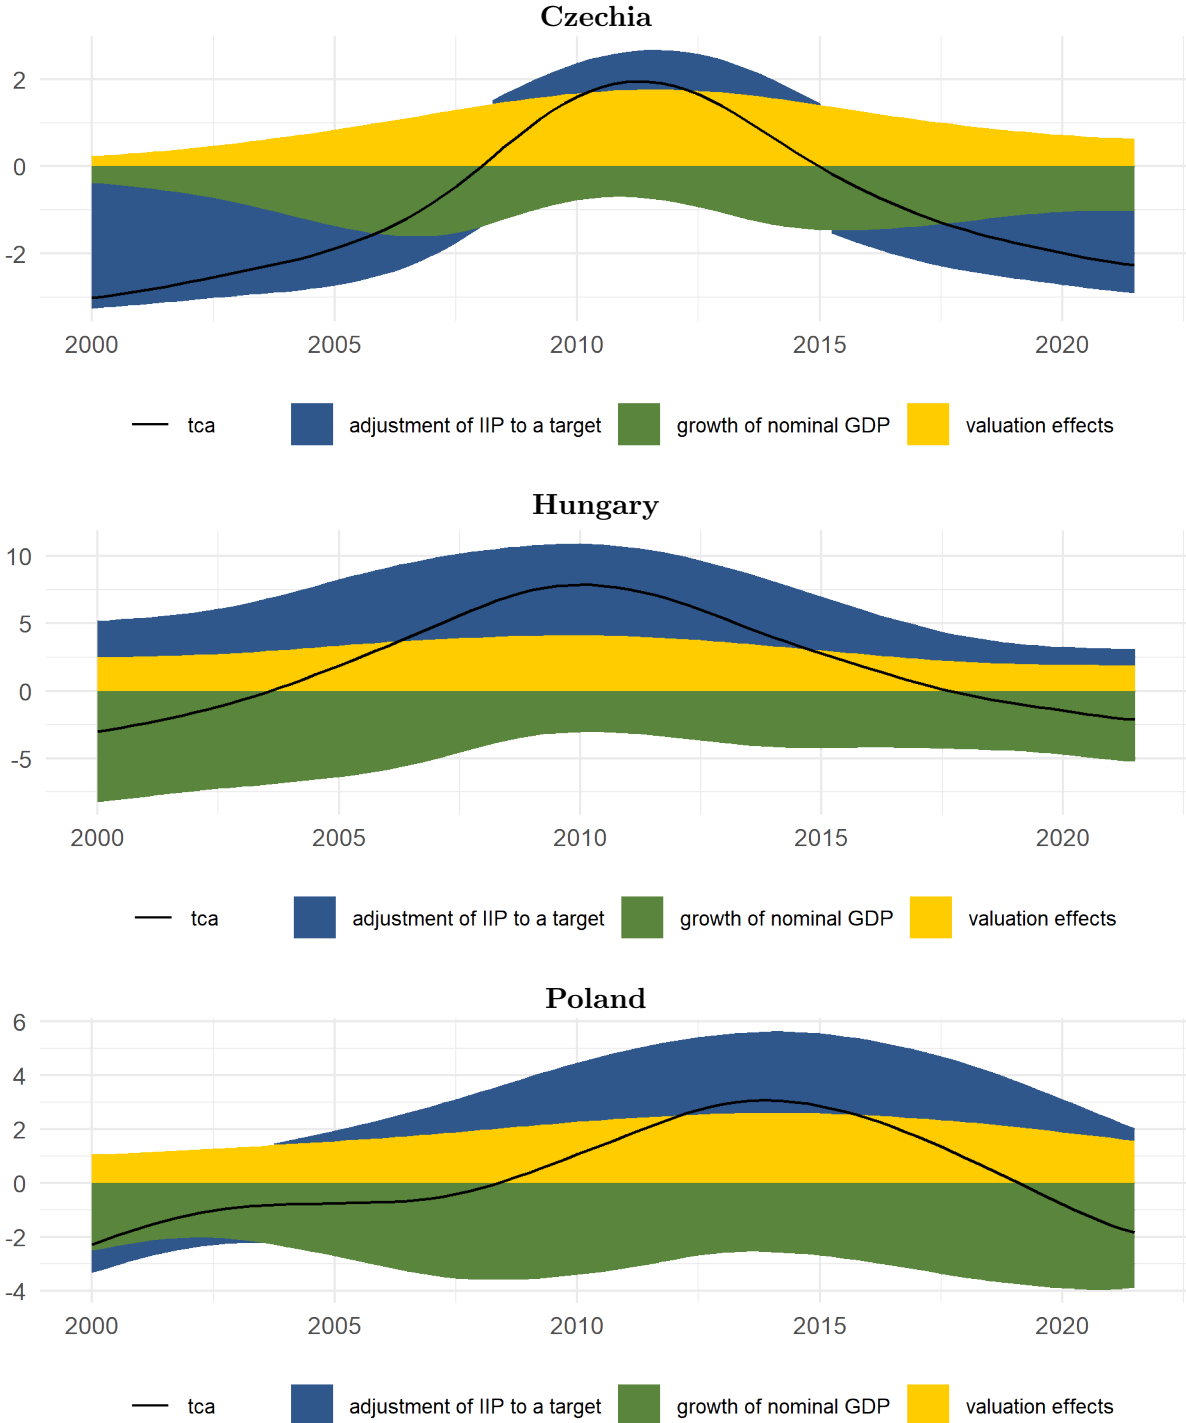 Czechia
2
0
-2
2000 2005 2010 2015 2020
tca adjustment of IIP to a target growth of nominal GDP valuation effects
Hungary
10
5
0
-5
2000 2005 2010 2015 2020
tca adjustment of IIP to a target growth of nominal GDP valuation effects
Poland
6
4
2
0
-2
-4
2000 2005 2010 2015 2020
tca adjustment of IIP to a target growth of nominal GDP valuation effects